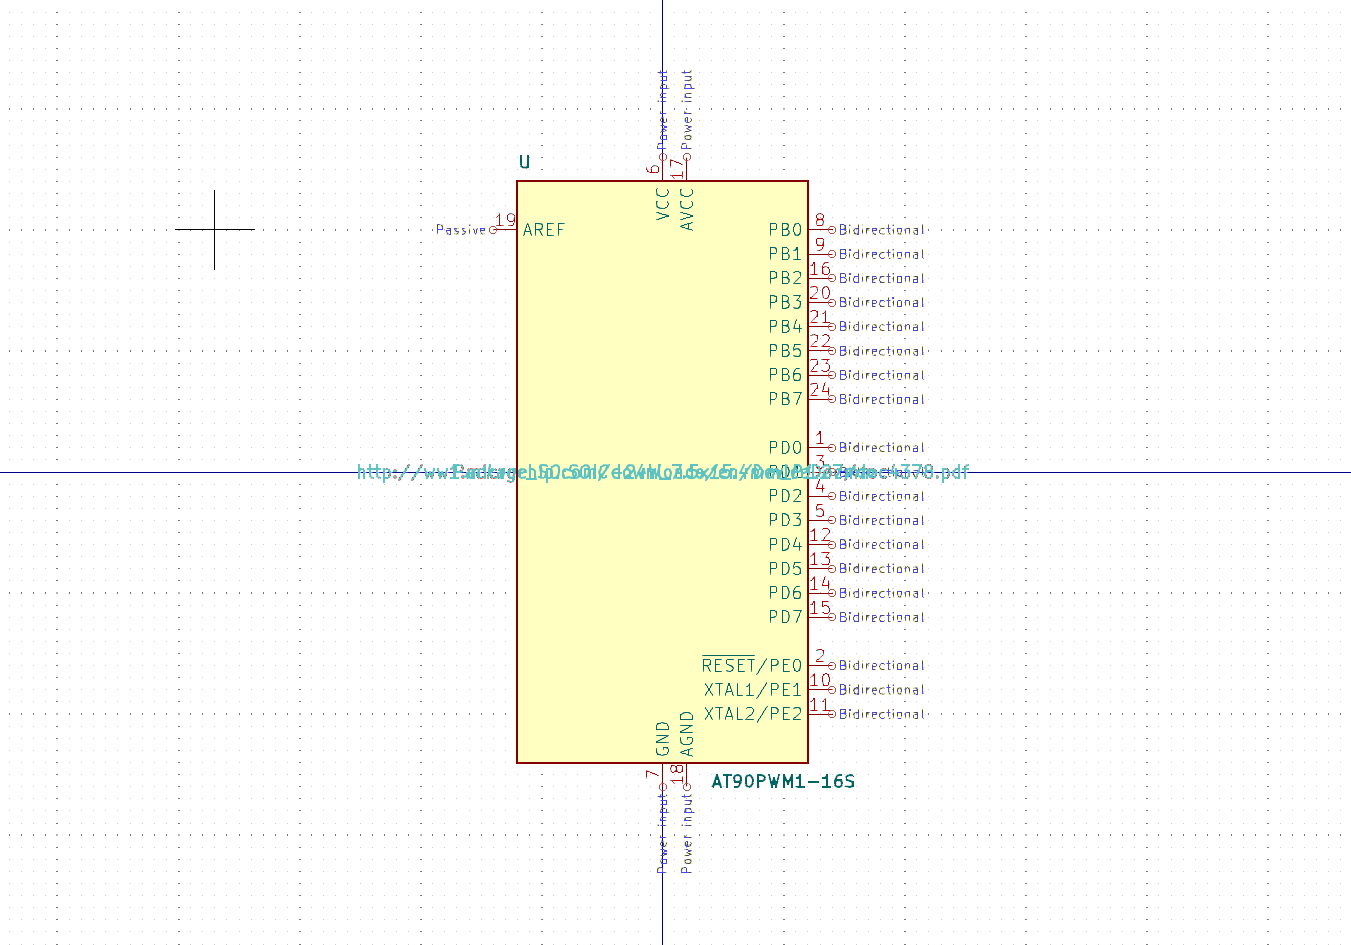 Power input
Power input
U
6
17
VCC
AVCC
Passive
19
AREF
PB0
8
Bidirectional
PB1
9
Bidirectional
PB2
16
Bidirectional
PB3
20
Bidirectional
PB4
21
Bidirectional
PB5
22
Bidirectional
PB6
23
Bidirectional
PB7
24
Bidirectional
PD0
1
Bidirectional
3
PD2
4
Bidirectional
PD3
5
Bidirectional
PD4
12
Bidirectional
PD5
13
Bidirectional
PD6
14
Bidirectional
PD7
15
Bidirectional
RESET/PE0
2
Bidirectional
XTAL1/PE1
10
Bidirectional
XTAL2/PE2
11
Bidirectional
GND
AGND
7
18
AT90PWM1-16S
Power input
Power input